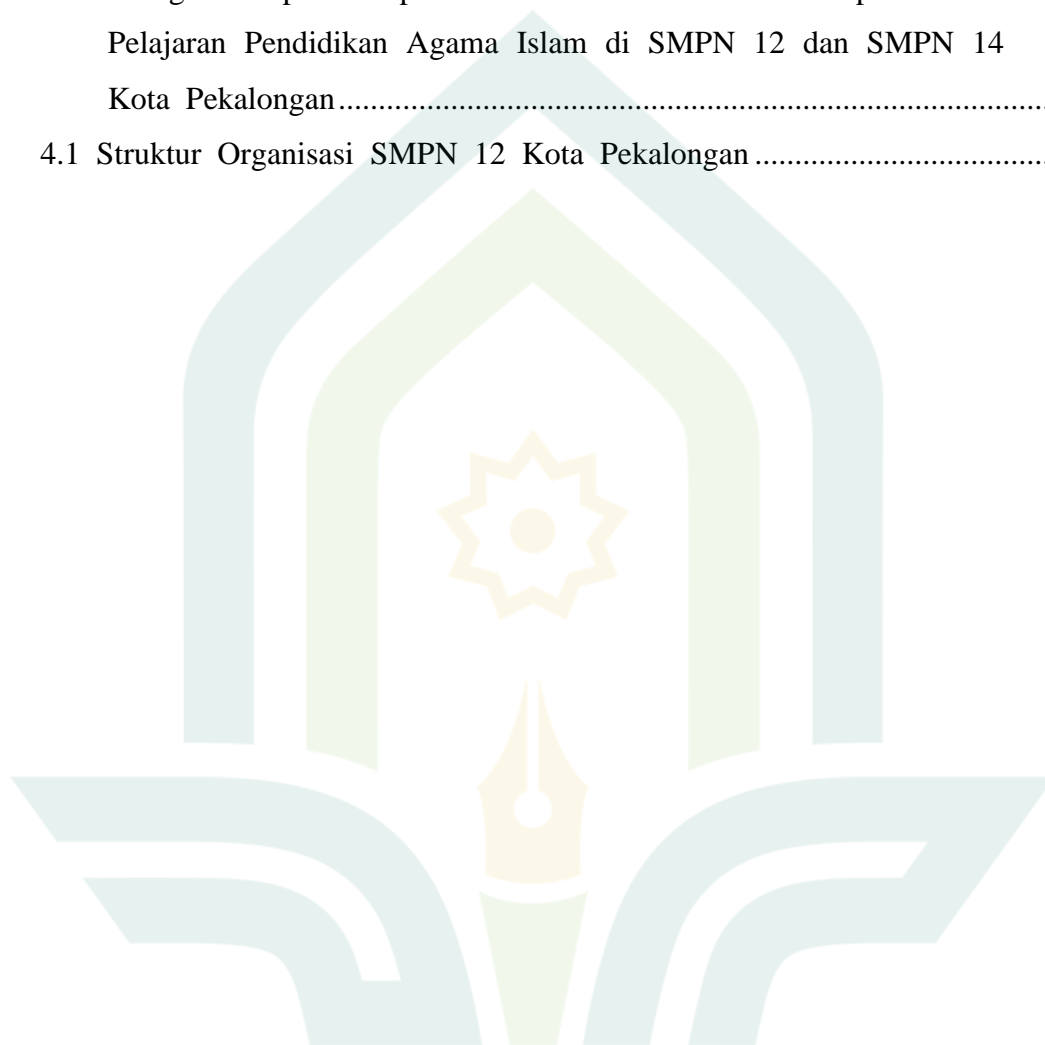 Pelajaran Pendidikan Agama Islam di SMPN 12 dan SMPN 14
Kota Pekalongan..........................................................................................
4.1 Struktur Organisasi SMPN 12 Kota Pekalongan.....................................